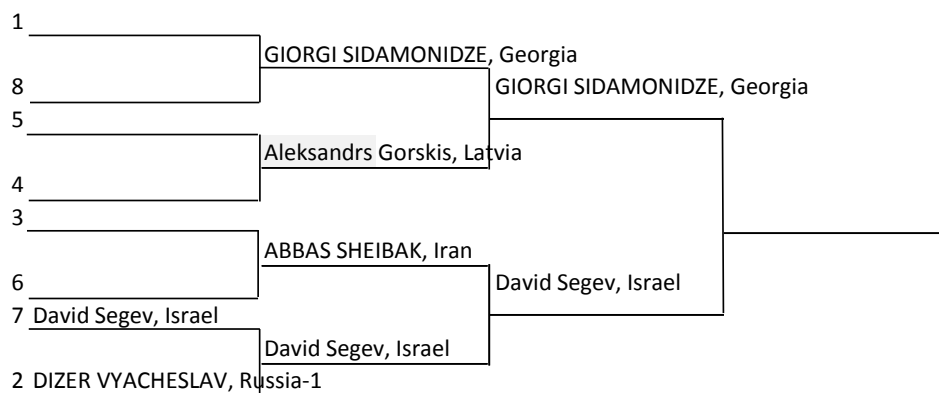 1
GIORGI SIDAMONIDZE, Georgia
8
GIORGI SIDAMONIDZE, Georgia
5
Aleksandrs Gorskis, Latvia
4
3
ABBAS SHEIBAK, Iran
6
David Segev, Israel
7 David Segev, Israel
David Segev, Israel
2 DIZER VYACHESLAV, Russia-1